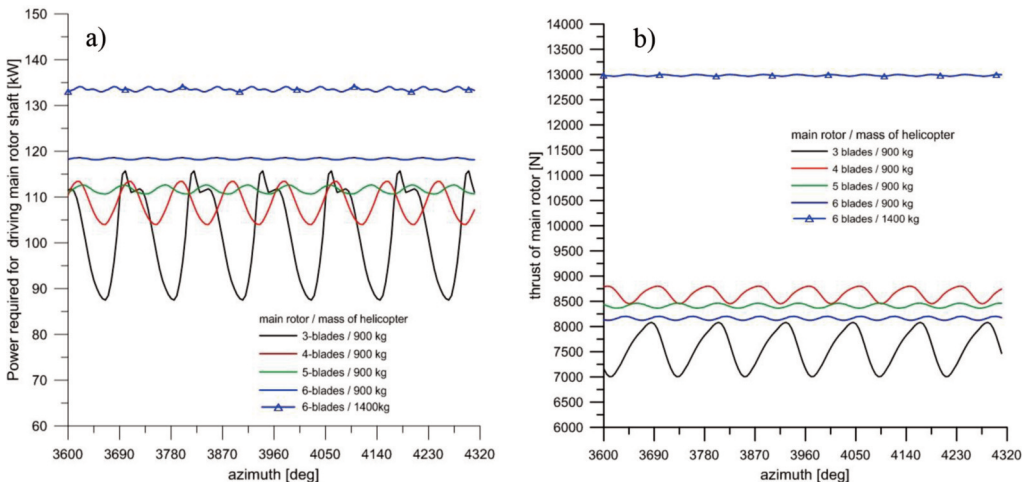 a)
150
140
130
120
110
100
90
80
70
60
Power required for driving main rotor shaft [kW]
main rotor / mass of helicopter
3-blades / 900 kg
4-blades / 900 kg
5-blades / 900 kg
6-blades / 900 kg
6-blades / 1400kg
3600 3690 3780 3870 3960 4050 4140 4230 4320
azimuth [deg]
b)
14000
13500
13000
12500
12000
11500
11000
10500
10000
9500
9000
8500
8000
7500
7000
6500
6000
thrust of main rotor [N]
main rotor / mass of helicopter
3 blades / 900 kg
4 blades / 900 kg
5 blades / 900 kg
6 blades / 900 kg
6 blades / 1400 kg
3600 3690 3780 3870 3960 4050 4140 4230 4320
azimuth [deg]